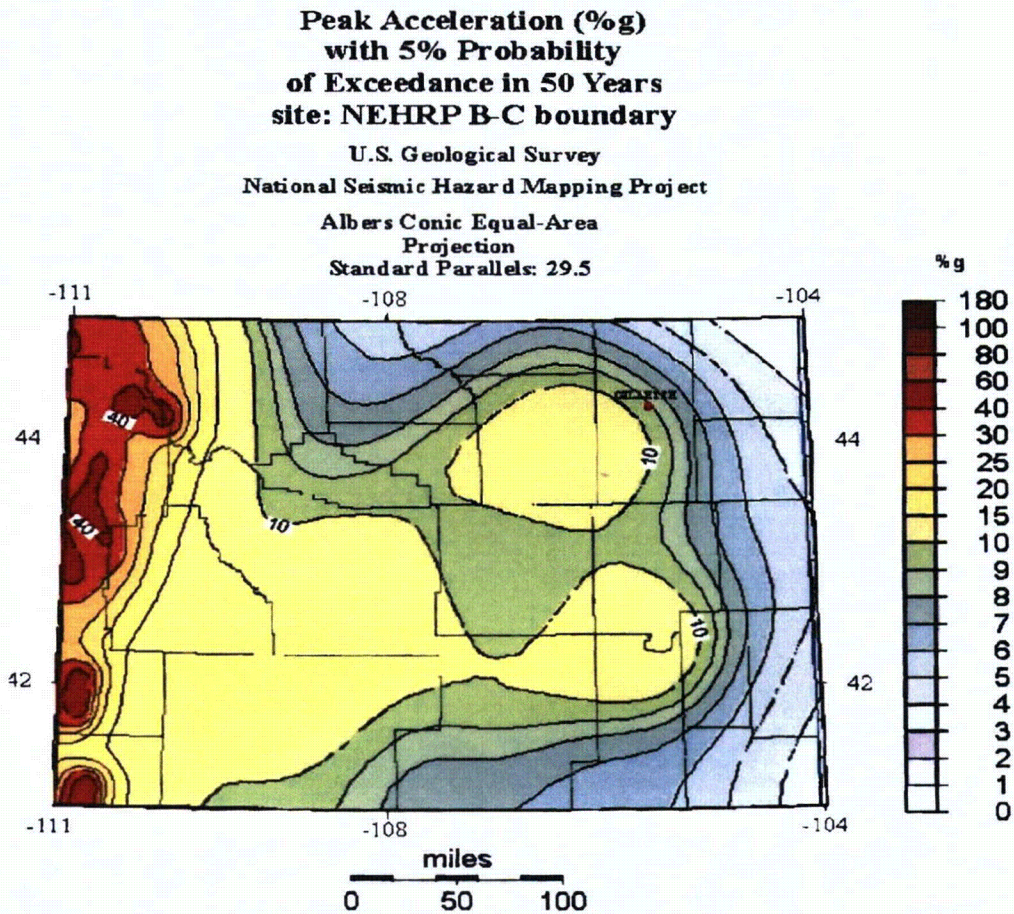 Peak Acceleration (%g)
with 5% Probability
of Exceedance in 50 Years
site: NEHRP B-C boundary
U.S. Geological Survey
National Seismic Hazard Mapping Project
Albers Conic Equal-Area
Projection
Standard Parallels: 29.5
%g
-111
-108
-104
180
100
80
60
40
30
25
20
15
10
9
8
7
6
5
4
3
2
1
0
40
44
44
10
40
10
10
42
42
-111
-108
-104
miles
0 50 100